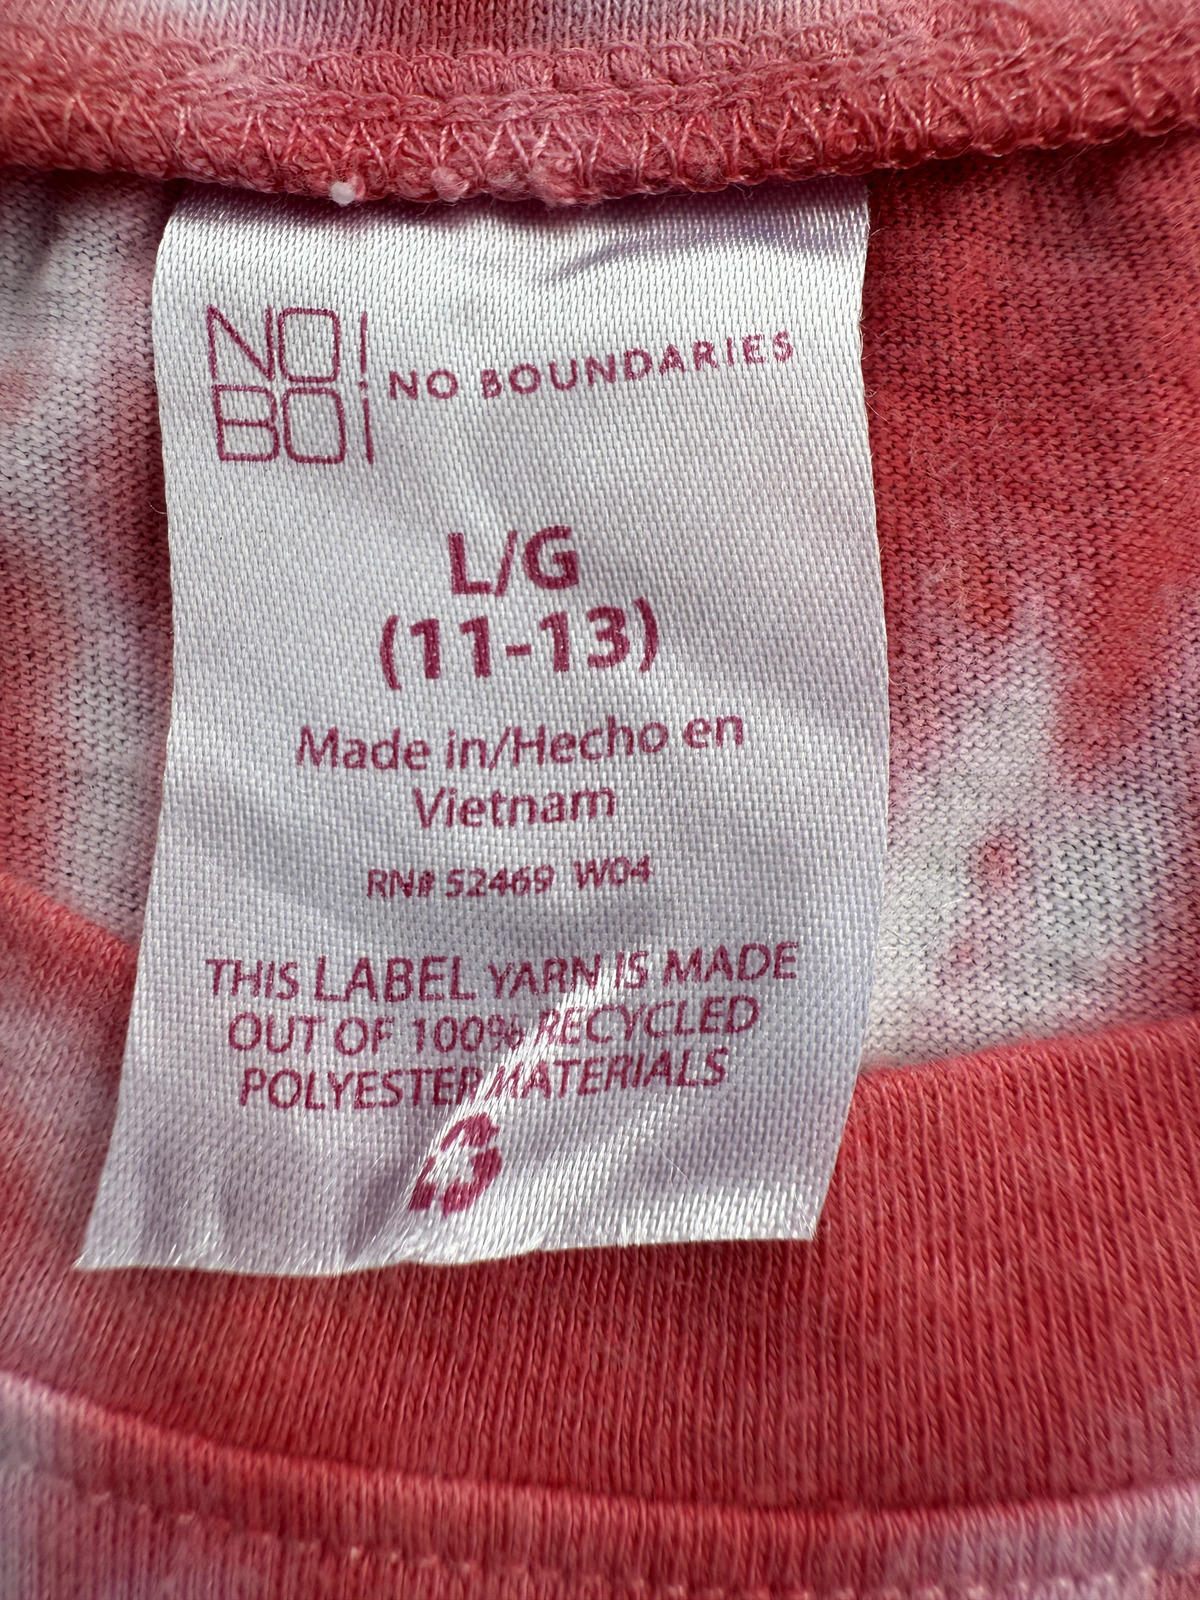 NO!
BO¡
NO BOUNDARIES
L/G
(11-13)
Made in/Hecho en
Vietnam
RN# 52469 W04
THIS LABEL YARN IS MADE
OUT OF 100% RECYCLED
POLYESTER MATERIALS